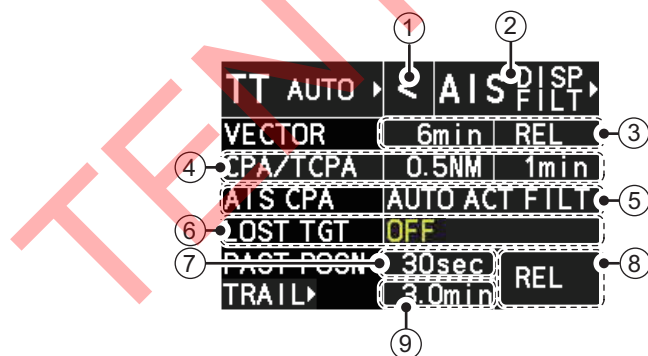 1 2
TT AUTO ▸ < AIS DISP FILT ▸
VECTOR 6min REL 3
4 CPA/TCPA 0.5NM 1min
AIS CPA AUTO ACT FILT 5
6 LOST TGT OFF
7 PAST POSN 30sec REL 8
TRAIL▸ 3.0min
9
TENT